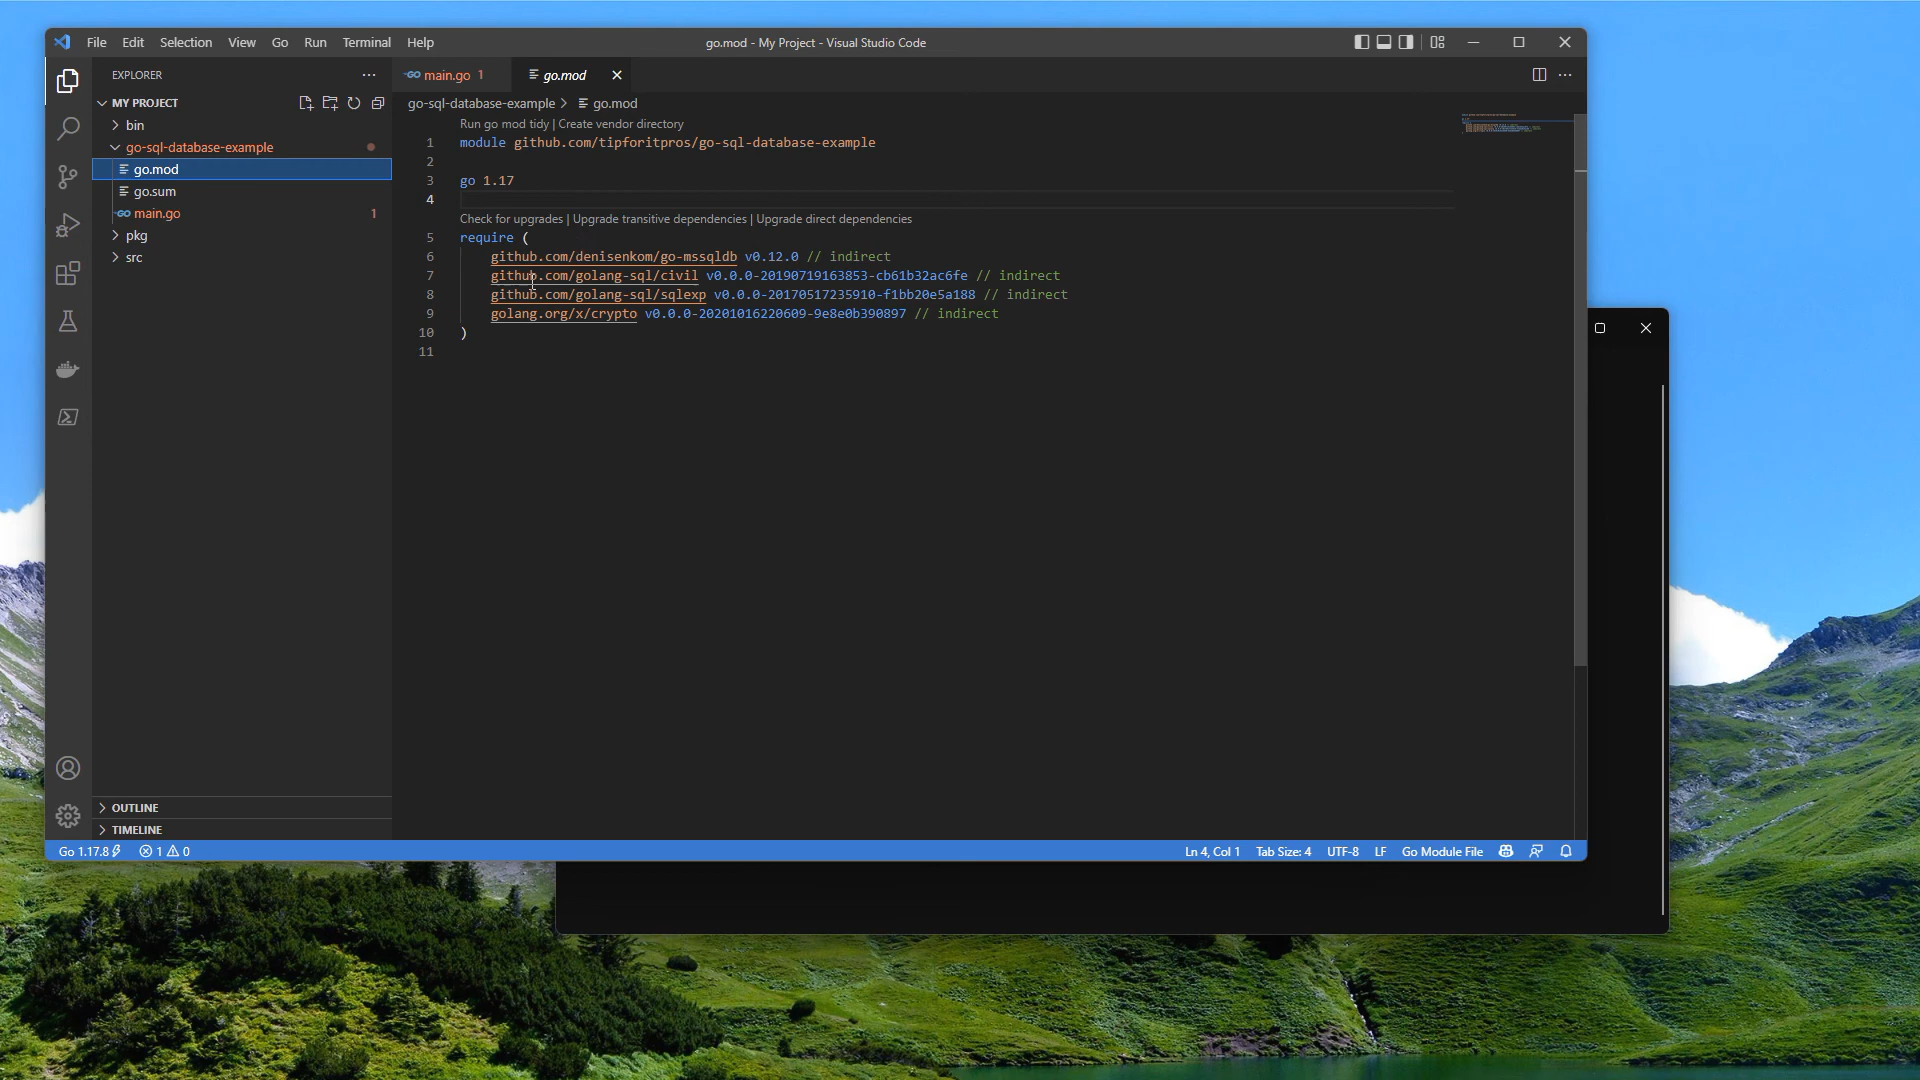 File Edit Selection View Go Run Terminal Help
go.mod - My Project - Visual Studio Code
EXPLORER
MY PROJECT
bin
go-sql-database-example
go.mod
go.sum
main.go 1
pkg
src
OUTLINE
TIMELINE
main.go 1
go.mod
go-sql-database-example > go.mod
Run go mod tidy | Create vendor directory
1 module github.com/tipforitpros/go-sql-database-example
2
3 go 1.17
4
Check for upgrades | Upgrade transitive dependencies | Upgrade direct dependencies
5 require (
6 github.com/denisenkom/go-mssqldb v0.12.0 // indirect
7 github.com/golang-sql/civil v0.0.0-20190719163853-cb61b32ac6fe // indirect
8 github.com/golang-sql/sqlexp v0.0.0-20170517235910-f1bb20e5a188 // indirect
9 golang.org/x/crypto v0.0.0-20201016220609-9e8e0b390897 // indirect
10 )
11
Go 1.17.8 1 0
Ln 4, Col 1 Tab Size: 4 UTF-8 LF Go Module File